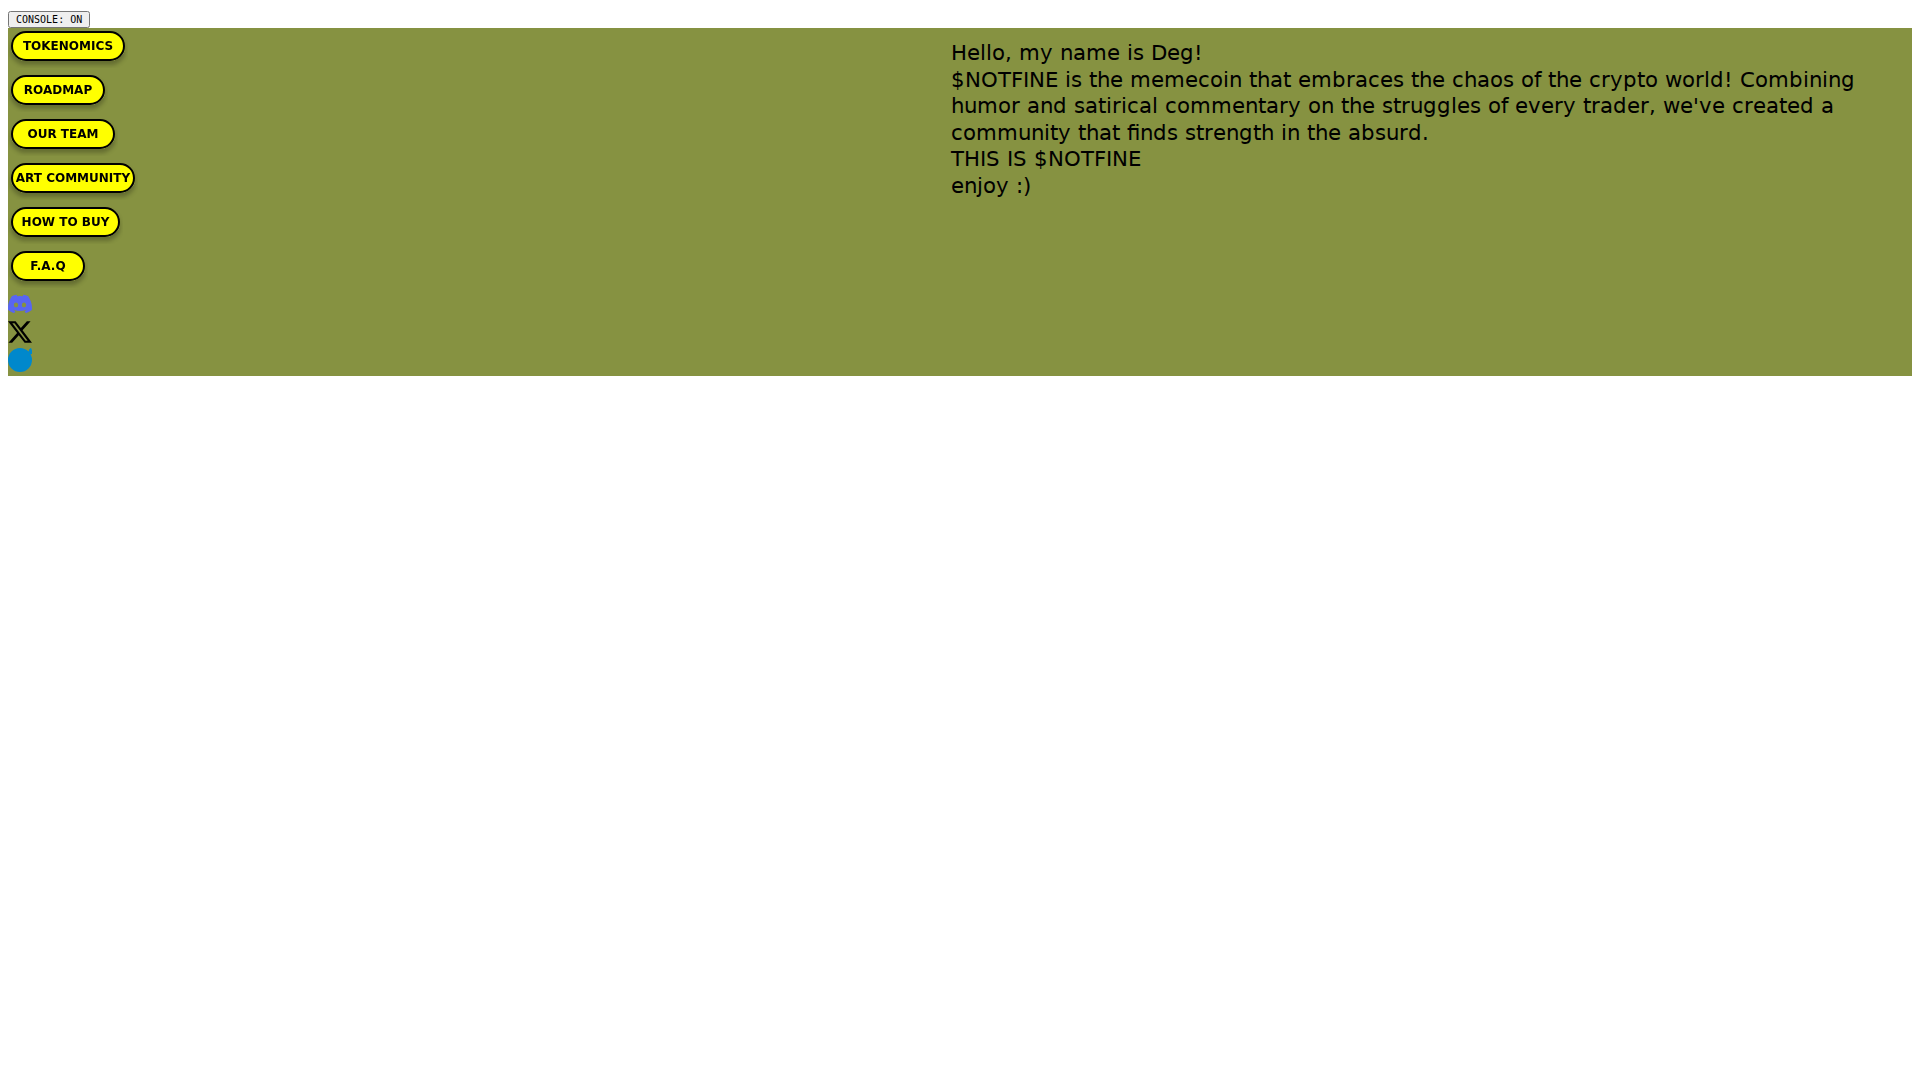 CONSOLE: ON
TOKENOMICS
ROADMAP
OUR TEAM
ART COMMUNITY
HOW TO BUY
F.A.Q
Hello, my name is Deg!
$NOTFINE is the memecoin that embraces the chaos of the crypto world! Combining
humor and satirical commentary on the struggles of every trader, we've created a
community that finds strength in the absurd.
THIS IS $NOTFINE
enjoy :)